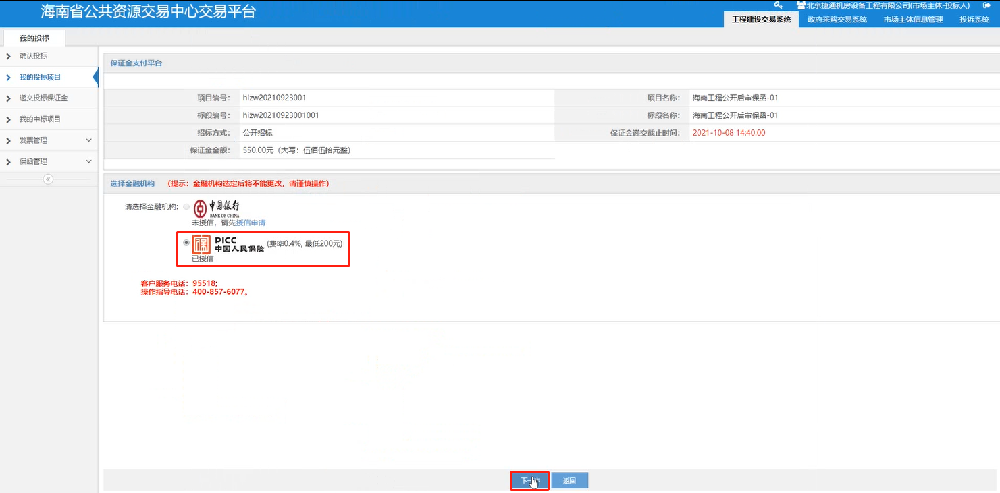 海南省公共资源交易中心交易平台
北京捷通机房设备工程有限公司(市场主体-投标人)
工程建设交易系统 政府采购交易系统 市场主体信息管理 投诉系统
我的投标
确认投标
我的投标项目
递交投标保证金
我的中标项目
发票管理
保函管理
保证金支付平台
项目编号: hizw20210923001 项目名称: 海南工程公开后审保函-01
标段编号: hizw20210923001001 标段名称: 海南工程公开后审保函-01
招标方式: 公开招标 保证金递交截止时间: 2021-10-08 14:40:00
保证金金额: 550.00元（大写：伍佰伍拾元整）
选择金融机构 (提示：金融机构选定后将不能更改，请谨慎操作)
请选择金融机构: 中国银行
BANK OF CHINA
未授信，请先授信申请
PICC
中国人民保险 (费率0.4%, 最低200元)
已授信
客户服务电话：95518;
操作指导电话：400-857-6077。
下一 返回